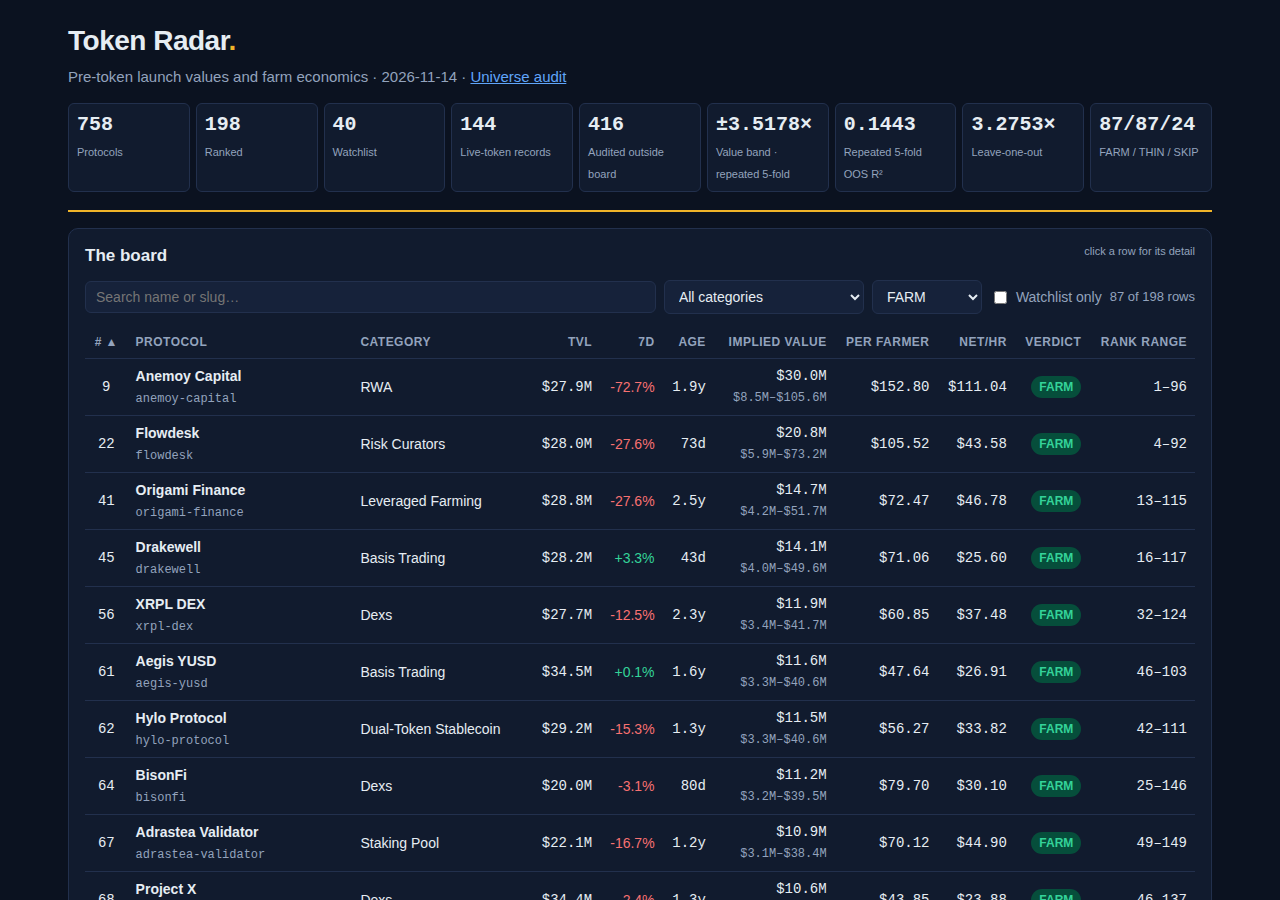 Token Radar.
Pre-token launch values and farm economics · 2026-11-14 · Universe audit
758
Protocols
198
Ranked
40
Watchlist
144
Live-token records
416
Audited outside
board
±3.5178×
Value band ·
repeated 5-fold
0.1443
Repeated 5-fold
OOS R²
3.2753×
Leave-one-out
87/87/24
FARM / THIN / SKIP
The board
click a row for its detail
Search name or slug…
All categories
FARM
Watchlist only
87 of 198 rows
# ▲ PROTOCOL CATEGORY TVL 7D AGE IMPLIED VALUE PER FARMER NET/HR VERDICT RANK RANGE
9 Anemoy Capital RWA $27.9M -72.7% 1.9y $30.0M $152.80 $111.04 FARM 1–96
anemoy-capital $8.5M–$105.6M
22 Flowdesk Risk Curators $28.0M -27.6% 73d $20.8M $105.52 $43.58 FARM 4–92
flowdesk $5.9M–$73.2M
41 Origami Finance Leveraged Farming $28.8M -27.6% 2.5y $14.7M $72.47 $46.78 FARM 13–115
origami-finance $4.2M–$51.7M
45 Drakewell Basis Trading $28.2M +3.3% 43d $14.1M $71.06 $25.60 FARM 16–117
drakewell $4.0M–$49.6M
56 XRPL DEX Dexs $27.7M -12.5% 2.3y $11.9M $60.85 $37.48 FARM 32–124
xrpl-dex $3.4M–$41.7M
61 Aegis YUSD Basis Trading $34.5M +0.1% 1.6y $11.6M $47.64 $26.91 FARM 46–103
aegis-yusd $3.3M–$40.6M
62 Hylo Protocol Dual-Token Stablecoin $29.2M -15.3% 1.3y $11.5M $56.27 $33.82 FARM 42–111
hylo-protocol $3.3M–$40.6M
64 BisonFi Dexs $20.0M -3.1% 80d $11.2M $79.70 $30.10 FARM 25–146
bisonfi $3.2M–$39.5M
67 Adrastea Validator Staking Pool $22.1M -16.7% 1.2y $10.9M $70.12 $44.90 FARM 49–149
adrastea-validator $3.1M–$38.4M
68 Project X Dexs $34.4M -2.4% 1.3y $10.6M $43.85 $23.88 FARM 46–137